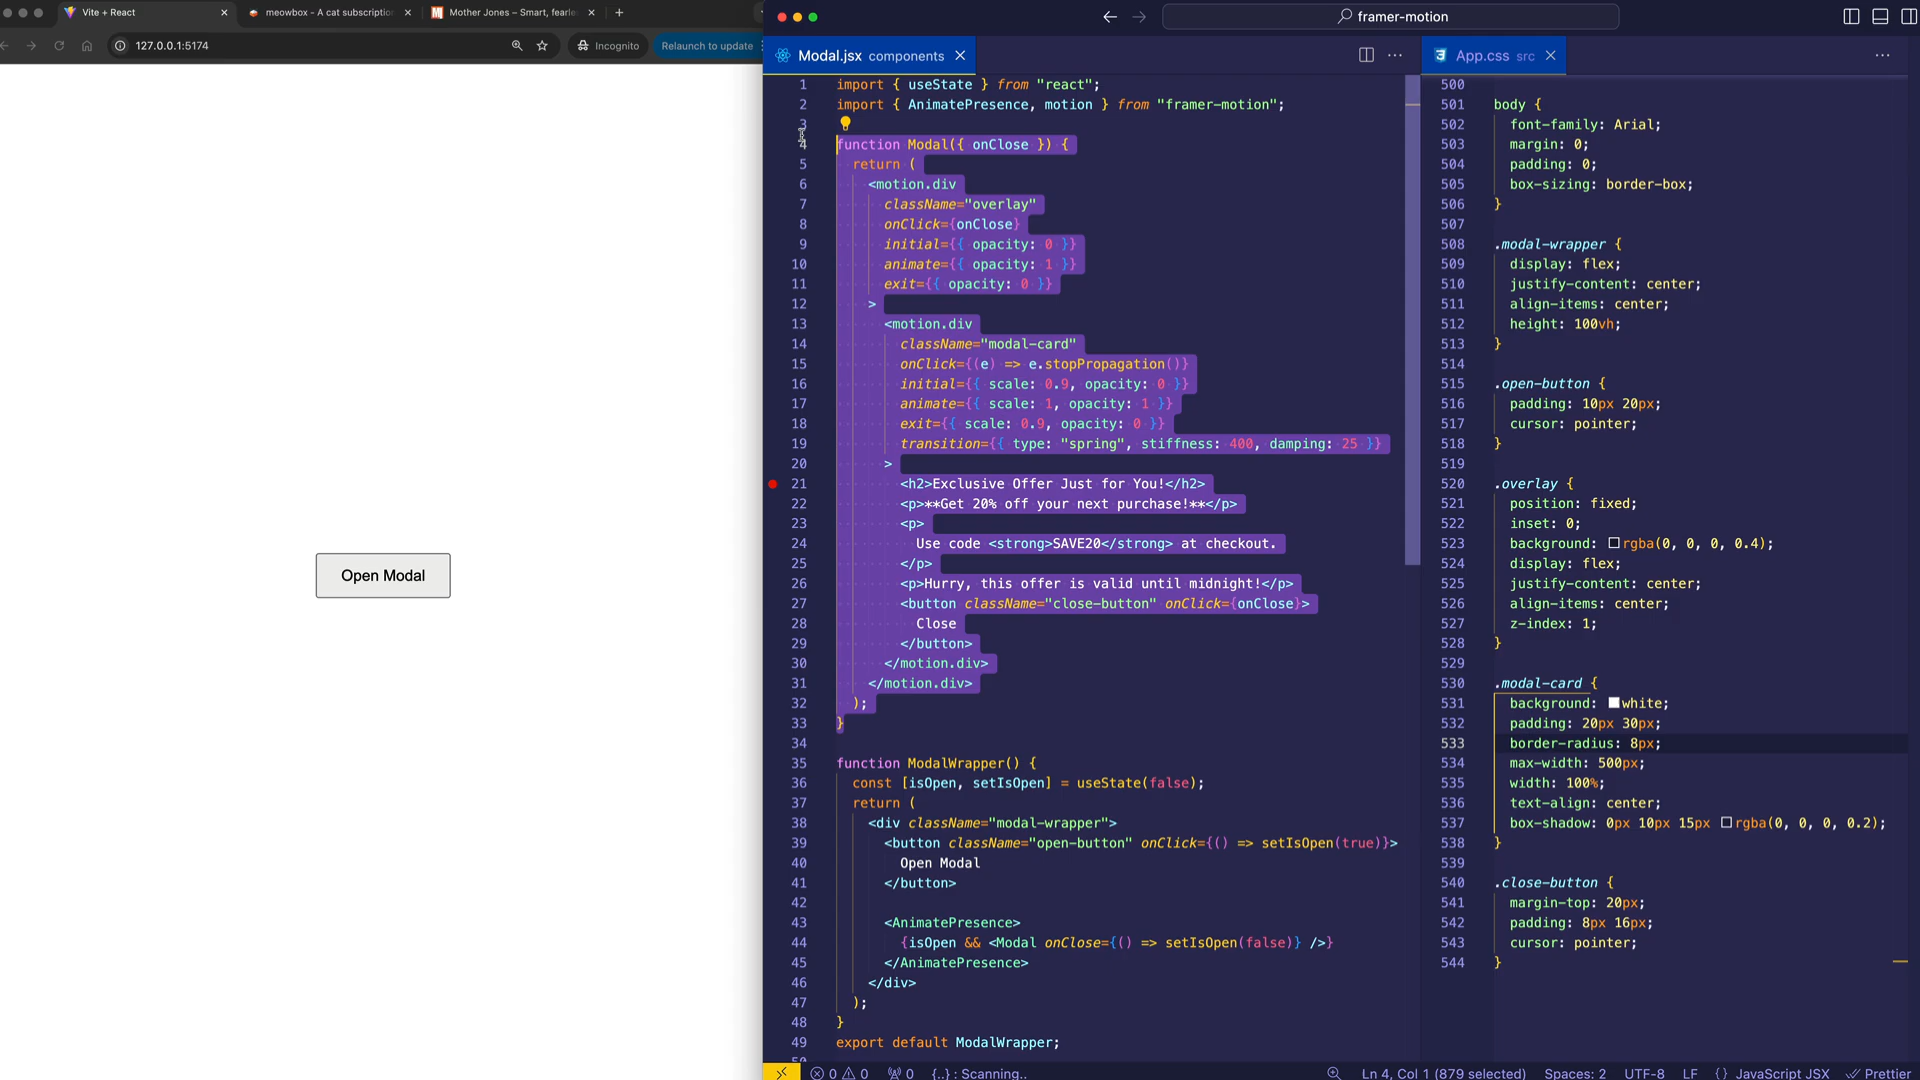 Vite + React
meowbox - A cat subscriptio
Mother Jones – Smart, fearle
127.0.0.1:5174
Incognito
Relaunch to update
Open Modal
framer-motion
Modal.jsx components
1 import { useState } from "react";
2 import { AnimatePresence, motion } from "framer-motion";
3
4 function Modal({ onClose }) {
5 return (
6 <motion.div
7 className="overlay"
8 onClick={onClose}
9 initial={{ opacity: 0 }}
10 animate={{ opacity: 1 }}
11 exit={{ opacity: 0 }}
12 >
13 <motion.div
14 className="modal-card"
15 onClick={(e) => e.stopPropagation()}
16 initial={{ scale: 0.9, opacity: 0 }}
17 animate={{ scale: 1, opacity: 1 }}
18 exit={{ scale: 0.9, opacity: 0 }}
19 transition={{ type: "spring", stiffness: 400, damping: 25 }}
20 >
21 <h2>Exclusive Offer Just for You!</h2>
22 <p>**Get 20% off your next purchase!**</p>
23 <p>
24 Use code <strong>SAVE20</strong> at checkout.
25 </p>
26 <p>Hurry, this offer is valid until midnight!</p>
27 <button className="close-button" onClick={onClose}>
28 Close
29 </button>
30 </motion.div>
31 </motion.div>
32 );
33 }
34
35 function ModalWrapper() {
36 const [isOpen, setIsOpen] = useState(false);
37 return (
38 <div className="modal-wrapper">
39 <button className="open-button" onClick={() => setIsOpen(true)}>
40 Open Modal
41 </button>
42
43 <AnimatePresence>
44 {isOpen && <Modal onClose={() => setIsOpen(false)} />}
45 </AnimatePresence>
46 </div>
47 );
48 }
49 export default ModalWrapper;
50
App.css src
500
501 body {
502 font-family: Arial;
503 margin: 0;
504 padding: 0;
505 box-sizing: border-box;
506 }
507
508 .modal-wrapper {
509 display: flex;
510 justify-content: center;
511 align-items: center;
512 height: 100vh;
513 }
514
515 .open-button {
516 padding: 10px 20px;
517 cursor: pointer;
518 }
519
520 .overlay {
521 position: fixed;
522 inset: 0;
523 background: rgba(0, 0, 0, 0.4);
524 display: flex;
525 justify-content: center;
526 align-items: center;
527 z-index: 1;
528 }
529
530 .modal-card {
531 background: white;
532 padding: 20px 30px;
533 border-radius: 8px;
534 max-width: 500px;
535 width: 100%;
536 text-align: center;
537 box-shadow: 0px 10px 15px rgba(0, 0, 0, 0.2);
538 }
539
540 .close-button {
541 margin-top: 20px;
542 padding: 8px 16px;
543 cursor: pointer;
544 }
0 0 0 {..} : Scanning.. Ln 4, Col 1 (879 selected) Spaces: 2 UTF-8 LF {} JavaScript JSX Prettier